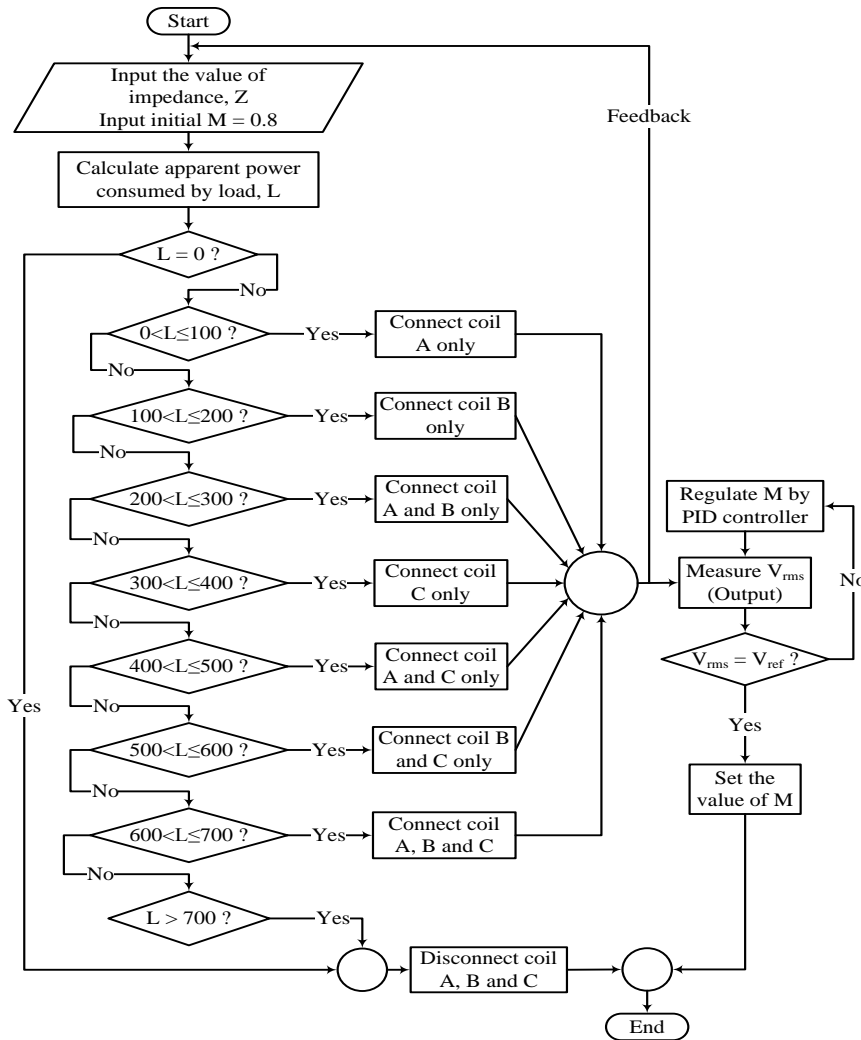 Start
Input the value of
impedance, Z
Input initial M = 0.8
Feedback
Calculate apparent power
consumed by load, L
L = 0 ?
No
0<L≤100 ?
Yes
Connect coil
A only
No
100<L≤200 ?
Yes
Connect coil B
only
No
200<L≤300 ?
Yes
Connect coil
A and B only
Regulate M by
PID controller
No
300<L≤400 ?
Yes
Connect coil
C only
Measure Vrms
(Output)
No
No
400<L≤500 ?
Yes
Connect coil
A and C only
Vrms = Vref ?
Yes
No
Yes
500<L≤600 ?
Yes
Connect coil B
and C only
Set the
value of M
No
600<L≤700 ?
Yes
Connect coil
A, B and C
No
L > 700 ?
Yes
Disconnect coil
A, B and C
End